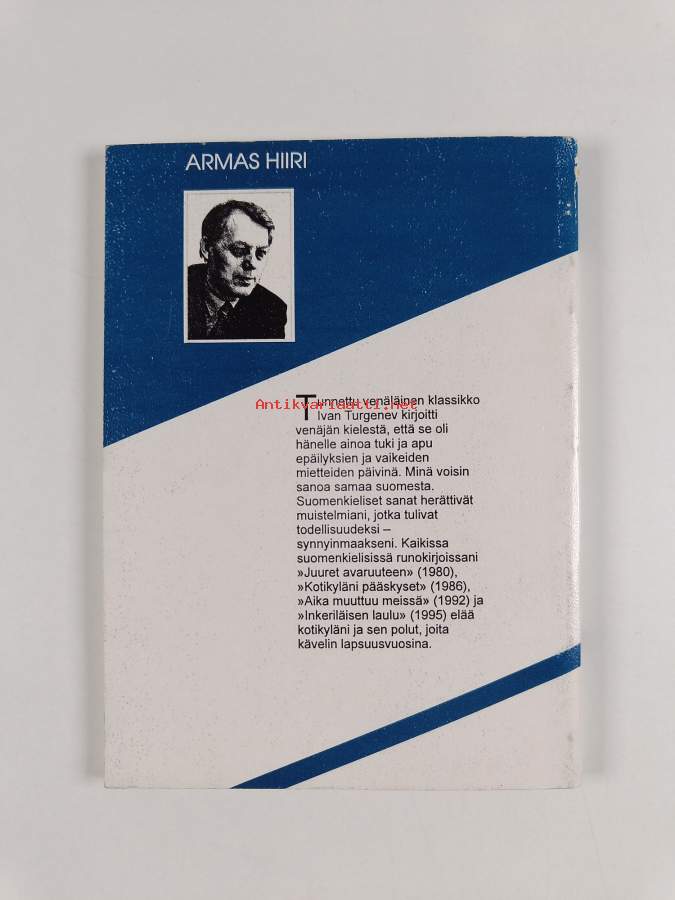 ARMAS HIIRI
Tunnettu venäläinen klassikko
Antikvariaatti.net
Ivan Turgenev kirjoitti
venäjän kielestä, että se oli
hänelle ainoa tuki ja apu
epäilyksien ja vaikeiden
mietteiden päivinä. Minä voisin
sanoa samaa suomesta.
Suomenkieliset sanat herättivät
muistelmiani, jotka tulivat
todellisuudeksi –
synnyinmaakseni. Kaikissa
suomenkielisissä runokirjoissani
»Juuret avaruuteen» (1980),
»Kotikyläni pääskyset» (1986),
»Aika muuttuu meissä» (1992) ja
»Inkeriläisen laulu» (1995) elää
kotikyläni ja sen polut, joita
kävelin lapsuusvuosina.